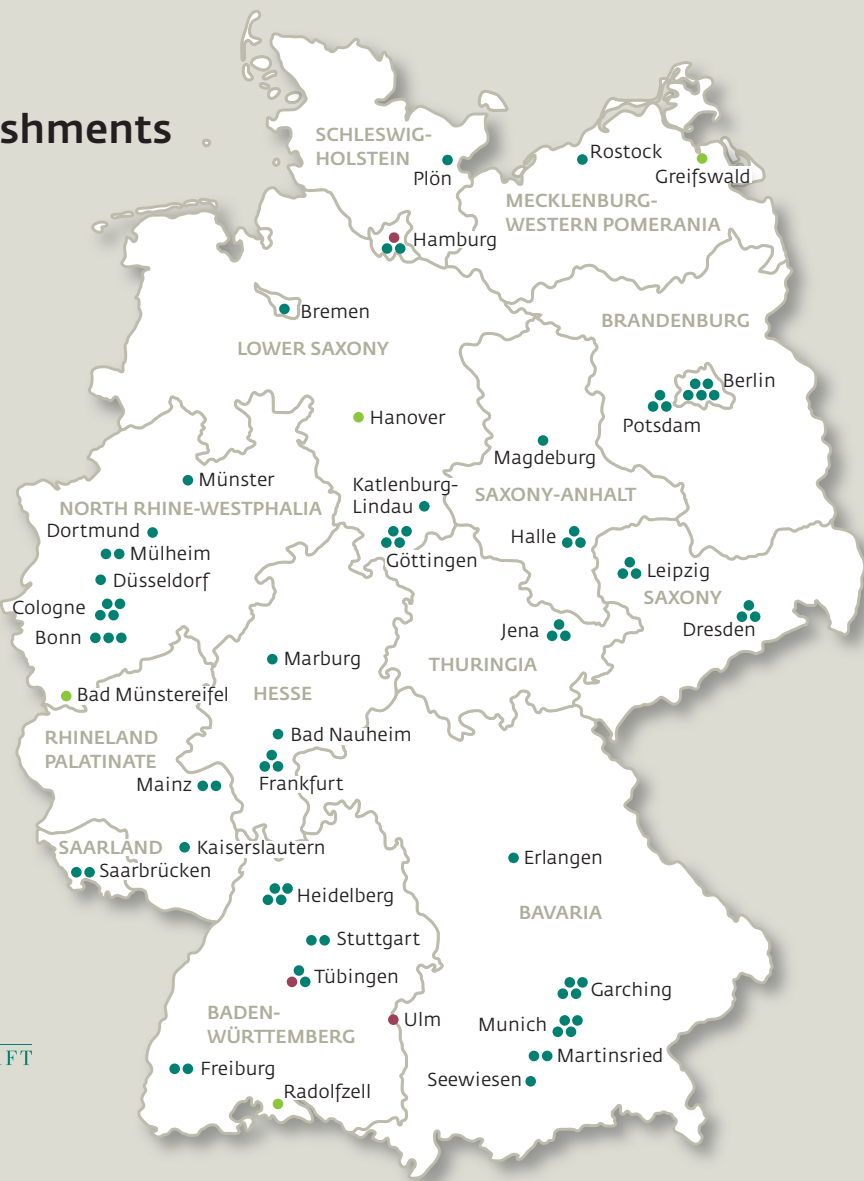 shments
SCHLESWIG-
HOLSTEIN
Plön
Rostock
Greifswald
MECKLENBURG-
WESTERN POMERANIA
Hamburg
Bremen
LOWER SAXONY
BRANDENBURG
Berlin
Potsdam
Hanover
Magdeburg
Münster
Katlenburg-
Lindau
SAXONY-ANHALT
NORTH RHINE-WESTPHALIA
Dortmund
Mülheim
Göttingen
Halle
Düsseldorf
Leipzig
SAXONY
Cologne
Bonn
Jena
Dresden
Marburg
THURINGIA
HESSE
Bad Münstereifel
RHINELAND
PALATINATE
Bad Nauheim
Mainz
Frankfurt
SAARLAND
Kaiserslautern
Saarbrücken
Erlangen
Heidelberg
BAVARIA
Stuttgart
Tübingen
Garching
BADEN-
WÜRTTEMBERG
Ulm
Munich
FT
Martinsried
Freiburg
Seewiesen
Radolfzell